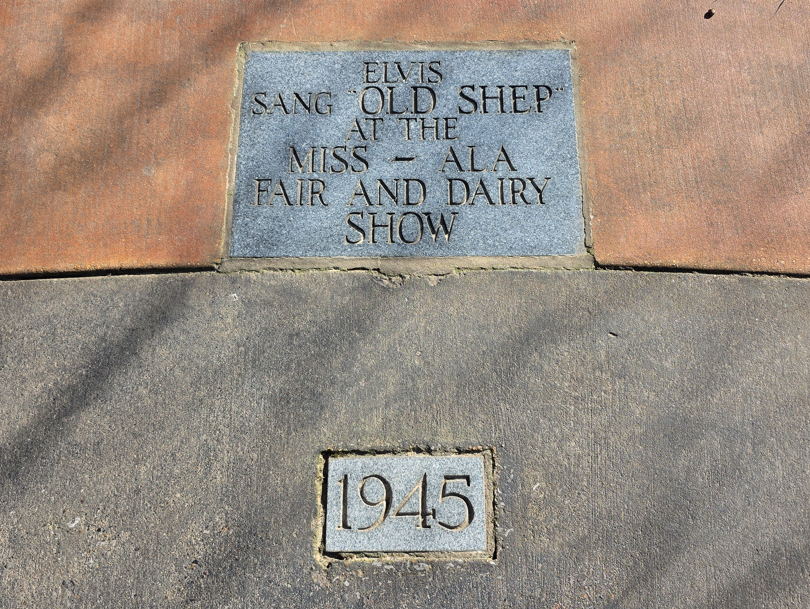 ELVIS
SANG "OLD SHEP"
AT THE
MISS – ALA
FAIR AND DAIRY
SHOW
1945